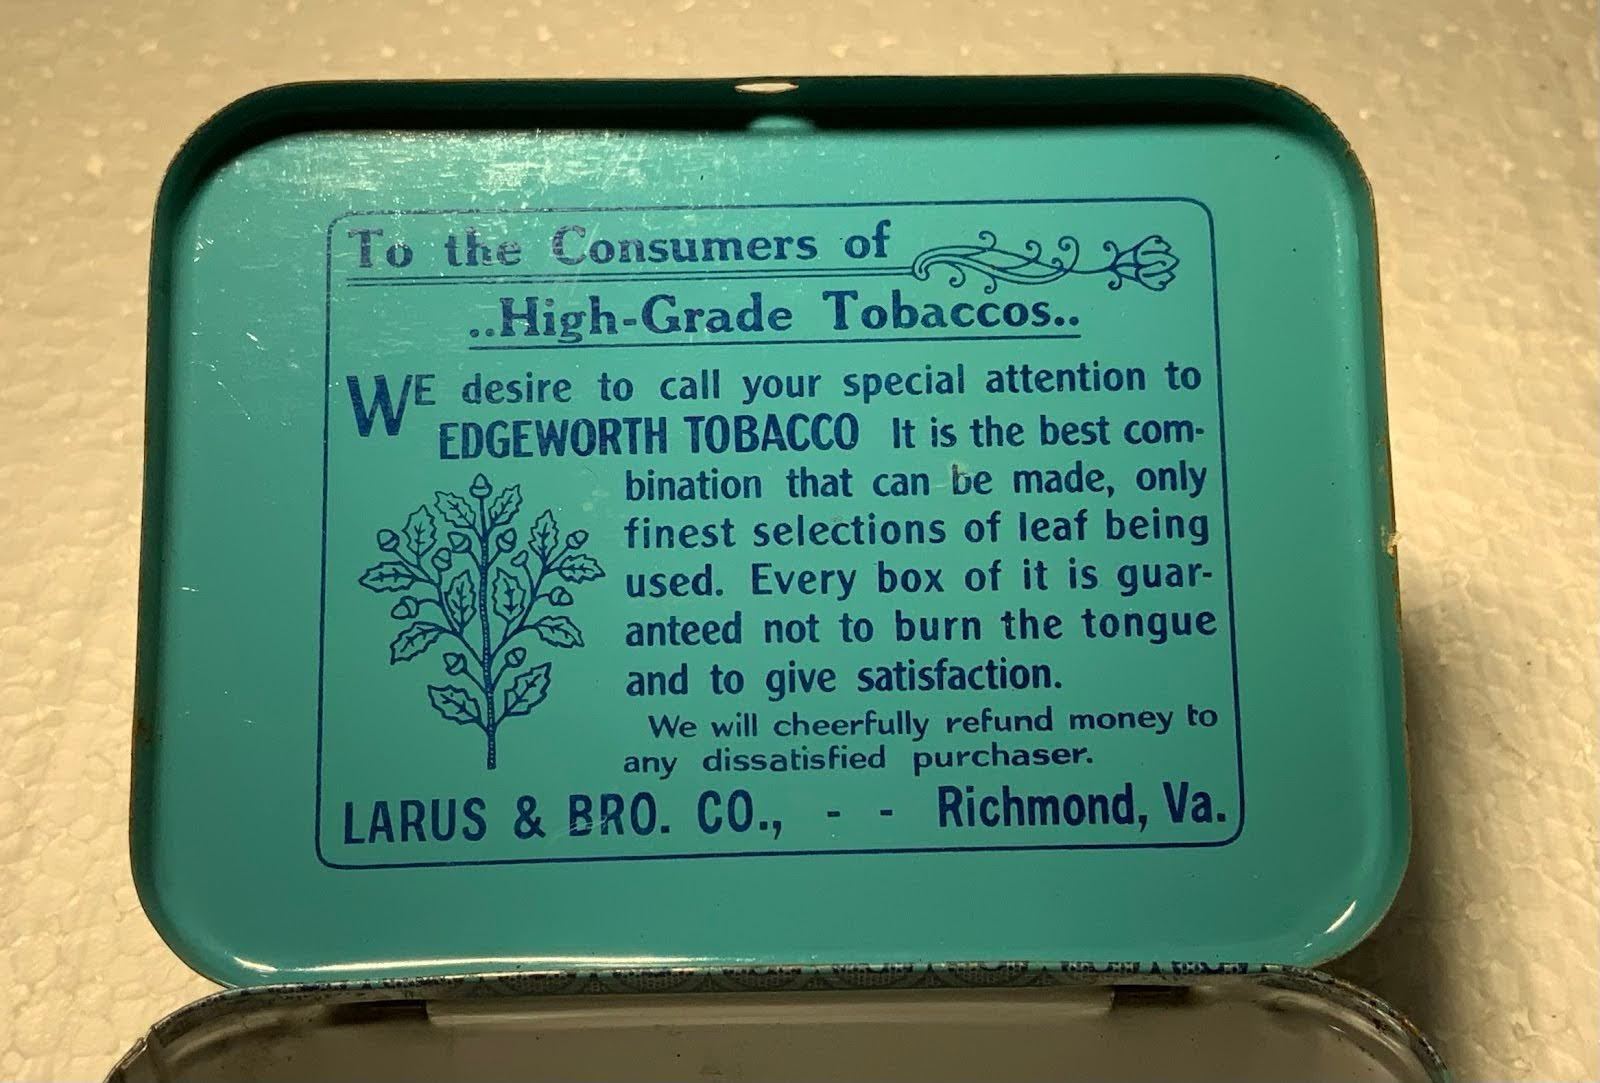 To the Consumers of
..High-Grade Tobaccos..
WE desire to call your special attention to
EDGEWORTH TOBACCO It is the best com-
bination that can be made, only
finest selections of leaf being
used. Every box of it is guar-
anteed not to burn the tongue
and to give satisfaction.
We will cheerfully refund money to
any dissatisfied purchaser.
LARUS & BRO. CO., - - Richmond, Va.